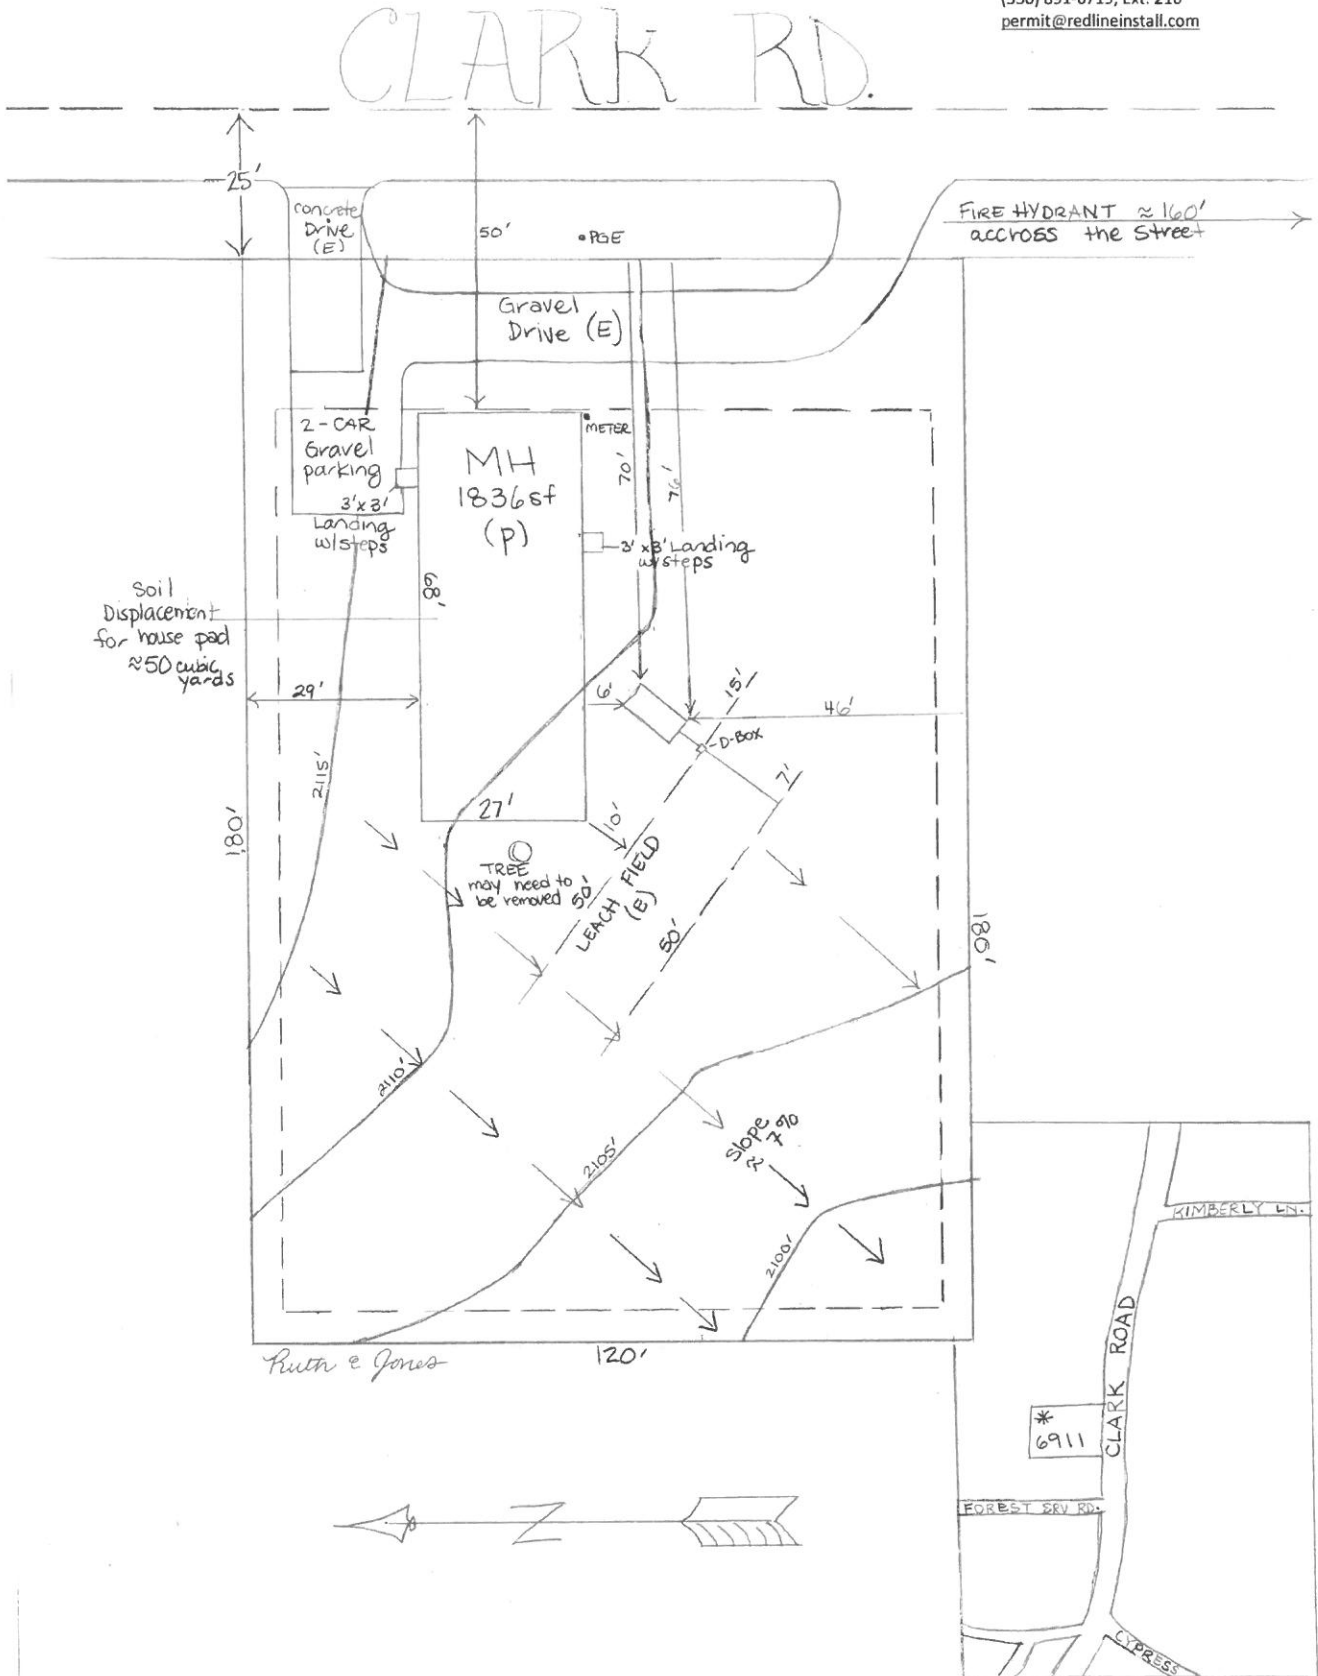 permit@redlineinstall.com
CLARK RD.
25'
concrete
Drive
(E)
50'
PGE
FIRE HYDRANT ≈ 160'
accross the Street
Gravel
Drive (E)
2-CAR
Gravel
parking
3'x3'
Landing
w/steps
MH
1836sf
(P)
METER
70'
76'
3'x3' Landing
w/steps
68'
Soil
Displacement
for house pad
≈50 cubic
yards
29'
6'
15'
46'
D-BOX
7'
2115'
180'
27'
10'
TREE
may need to
be removed
50'
LEACH FIELD
(E)
50'
186'
2110'
2105'
Slope
≈ 7%
2100'
120'
Ruth E Jones
N
KIMBERLY LN.
CLARK ROAD
*
6911
FOREST SRV RD.
CYPRESS